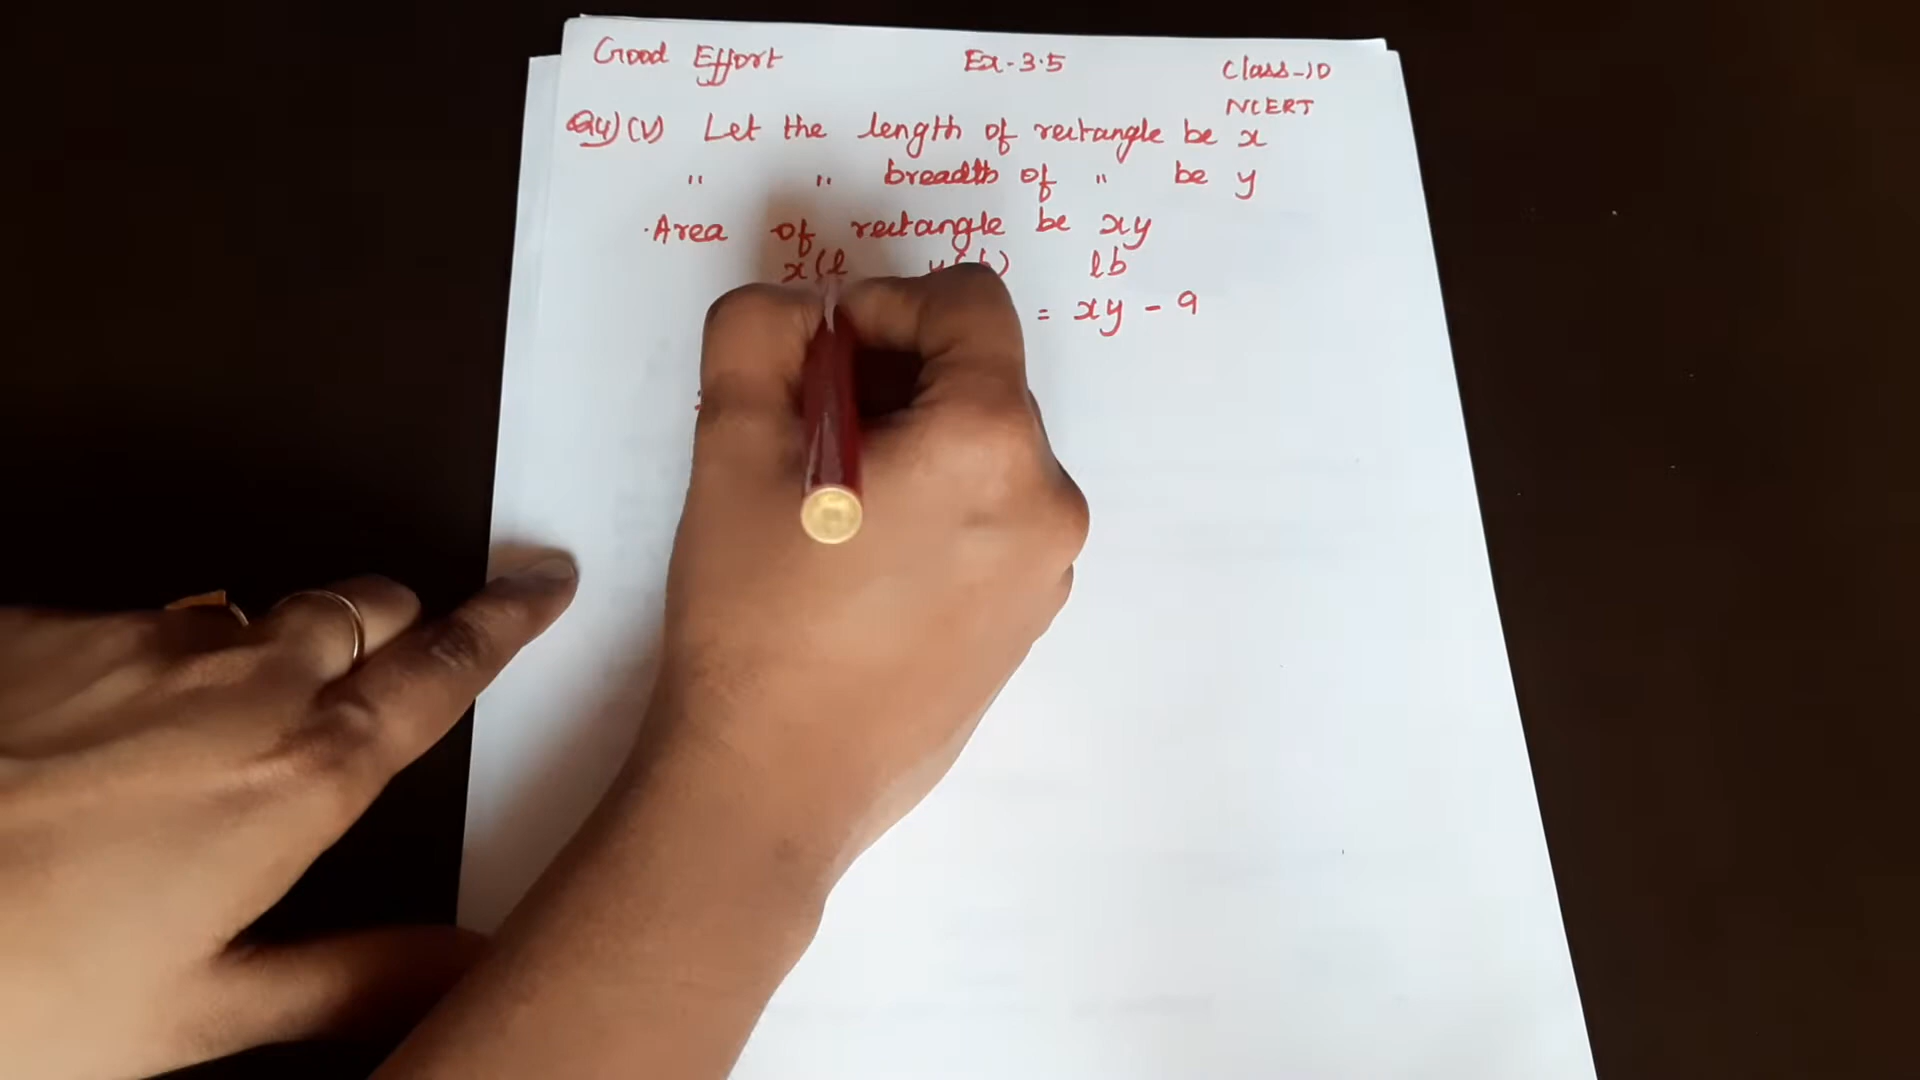 Good Effort Ex-3.5 Class-10
NCERT
Q4) (V) Let the length of rectangle be x
" " breadth of " be y
Area of rectangle be xy
x(l lb
= xy - 9